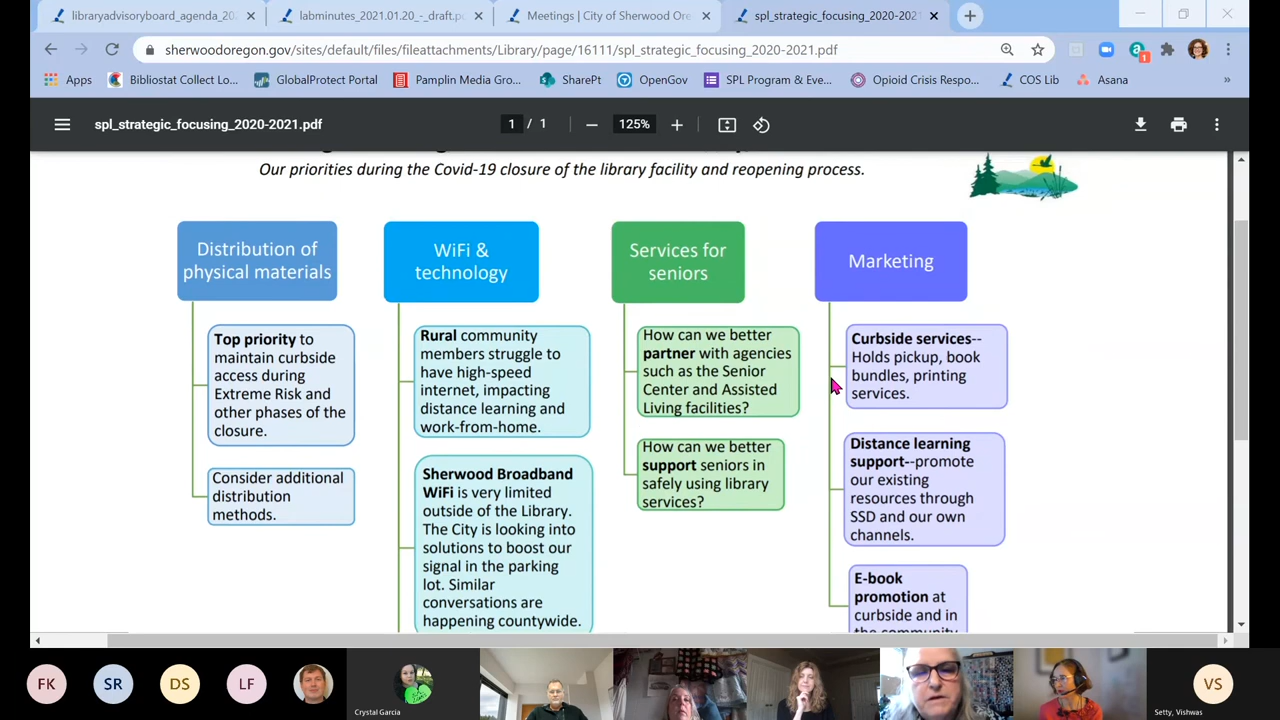 libraryadvisoryboard_agenda_202
labminutes_2021.01.20_-_draft.pd
Meetings | City of Sherwood Ore
spl_strategic_focusing_2020-2021
sherwoodoregon.gov/sites/default/files/fileattachments/Library/page/16111/spl_strategic_focusing_2020-2021.pdf
1
Apps
Bibliostat Collect Lo...
GlobalProtect Portal
Pamplin Media Gro...
SharePt
OpenGov
SPL Program & Eve...
Opioid Crisis Respo...
COS Lib
Asana
»
spl_strategic_focusing_2020-2021.pdf
1 / 1
125%
Our priorities during the Covid-19 closure of the library facility and reopening process.
Distribution of
physical materials
Top priority to
maintain curbside
access during
Extreme Risk and
other phases of the
closure.
Consider additional
distribution
methods.
WiFi &
technology
Rural community
members struggle to
have high-speed
internet, impacting
distance learning and
work-from-home.
Sherwood Broadband
WiFi is very limited
outside of the Library.
The City is looking into
solutions to boost our
signal in the parking
lot. Similar
conversations are
happening countywide.
Services for
seniors
How can we better
partner with agencies
such as the Senior
Center and Assisted
Living facilities?
How can we better
support seniors in
safely using library
services?
Marketing
Curbside services--
Holds pickup, book
bundles, printing
services.
Distance learning
support--promote
our existing
resources through
SSD and our own
channels.
E-book
promotion at
curbside and in
the community
FK
SR
DS
LF
Crystal Garcia
VS
Setty, Vishwas